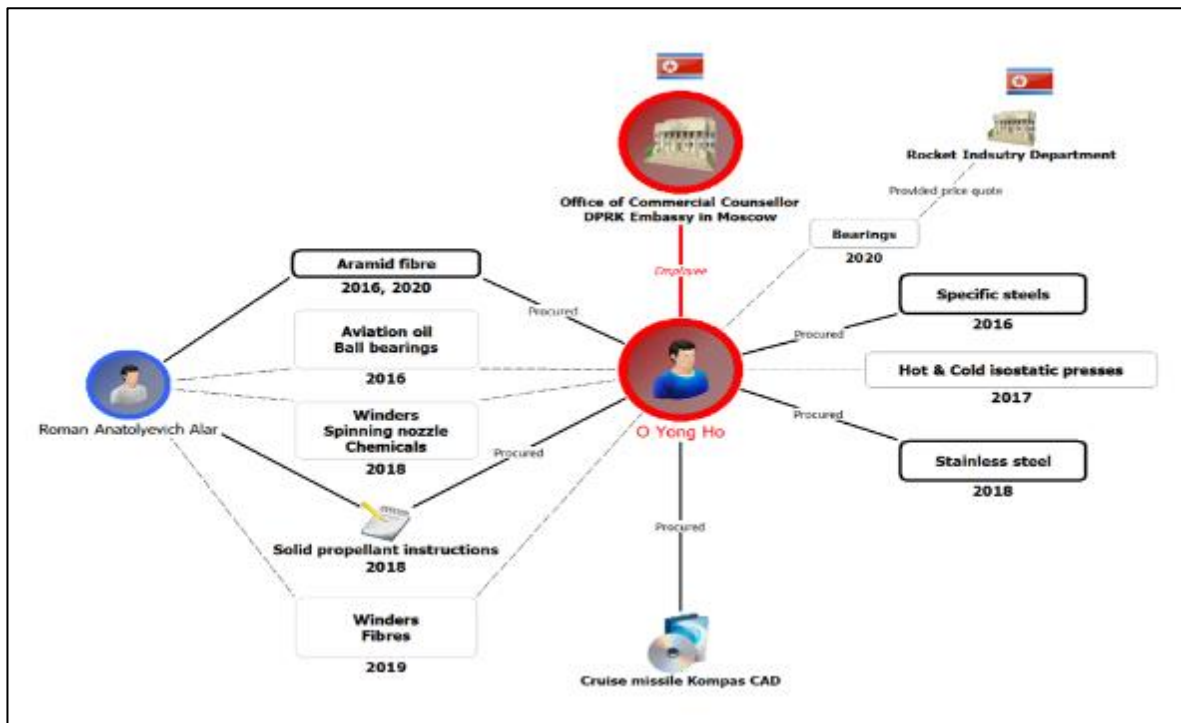 Rocket Indsutry Department
Provided price quote
Office of Commercial Counsellor
DPRK Embassy in Moscow
Bearings
2020
Employee
Aramid fibre
2016, 2020
Procured
Specific steels
2016
Procured
Aviation oil
Ball bearings
2016
Hot & Cold isostatic presses
2017
Roman Anatolyevich Alar
Winders
Spinning nozzle
Chemicals
2018
O Yong Ho
Procured
Procured
Stainless steel
2018
Solid propellant instructions
2018
Procured
Winders
Fibres
2019
Cruise missile Kompas CAD